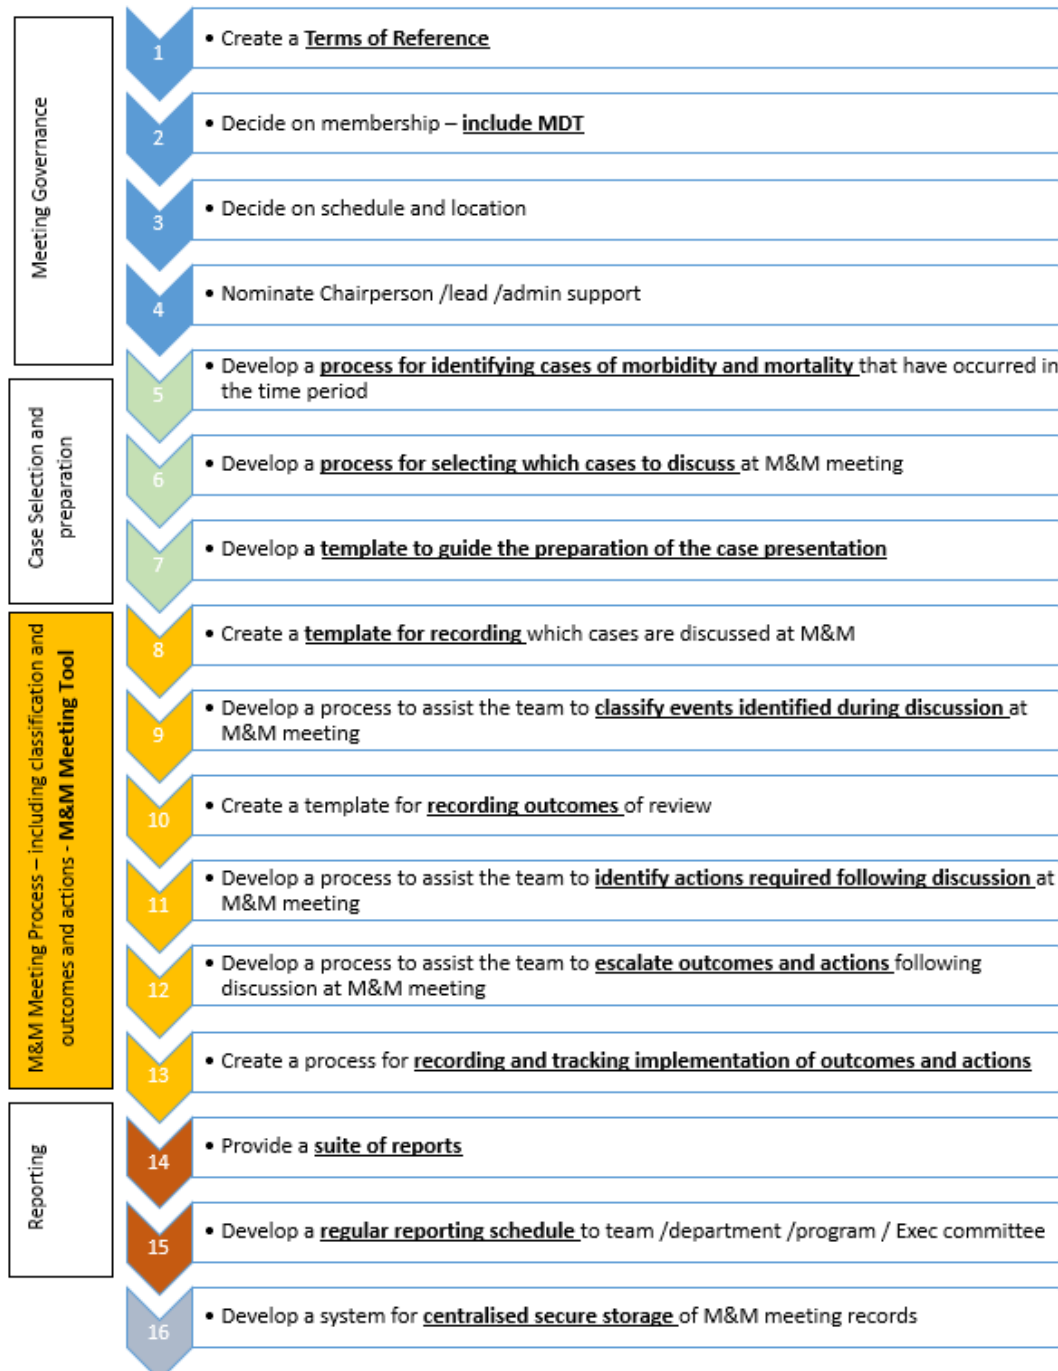 Meeting Governance
1
• Create a Terms of Reference
2
• Decide on membership – include MDT
3
• Decide on schedule and location
4
• Nominate Chairperson /lead /admin support
Case Selection and
preparation
5
• Develop a process for identifying cases of morbidity and mortality that have occurred in
the time period
6
• Develop a process for selecting which cases to discuss at M&M meeting
7
• Develop a template to guide the preparation of the case presentation
M&M Meeting Process – including classification and
outcomes and actions - M&M Meeting Tool
8
• Create a template for recording which cases are discussed at M&M
9
• Develop a process to assist the team to classify events identified during discussion at
M&M meeting
10
• Create a template for recording outcomes of review
11
• Develop a process to assist the team to identify actions required following discussion at
M&M meeting
12
• Develop a process to assist the team to escalate outcomes and actions following
discussion at M&M meeting
13
• Create a process for recording and tracking implementation of outcomes and actions
Reporting
14
• Provide a suite of reports
15
• Develop a regular reporting schedule to team /department /program / Exec committee
16
• Develop a system for centralised secure storage of M&M meeting records